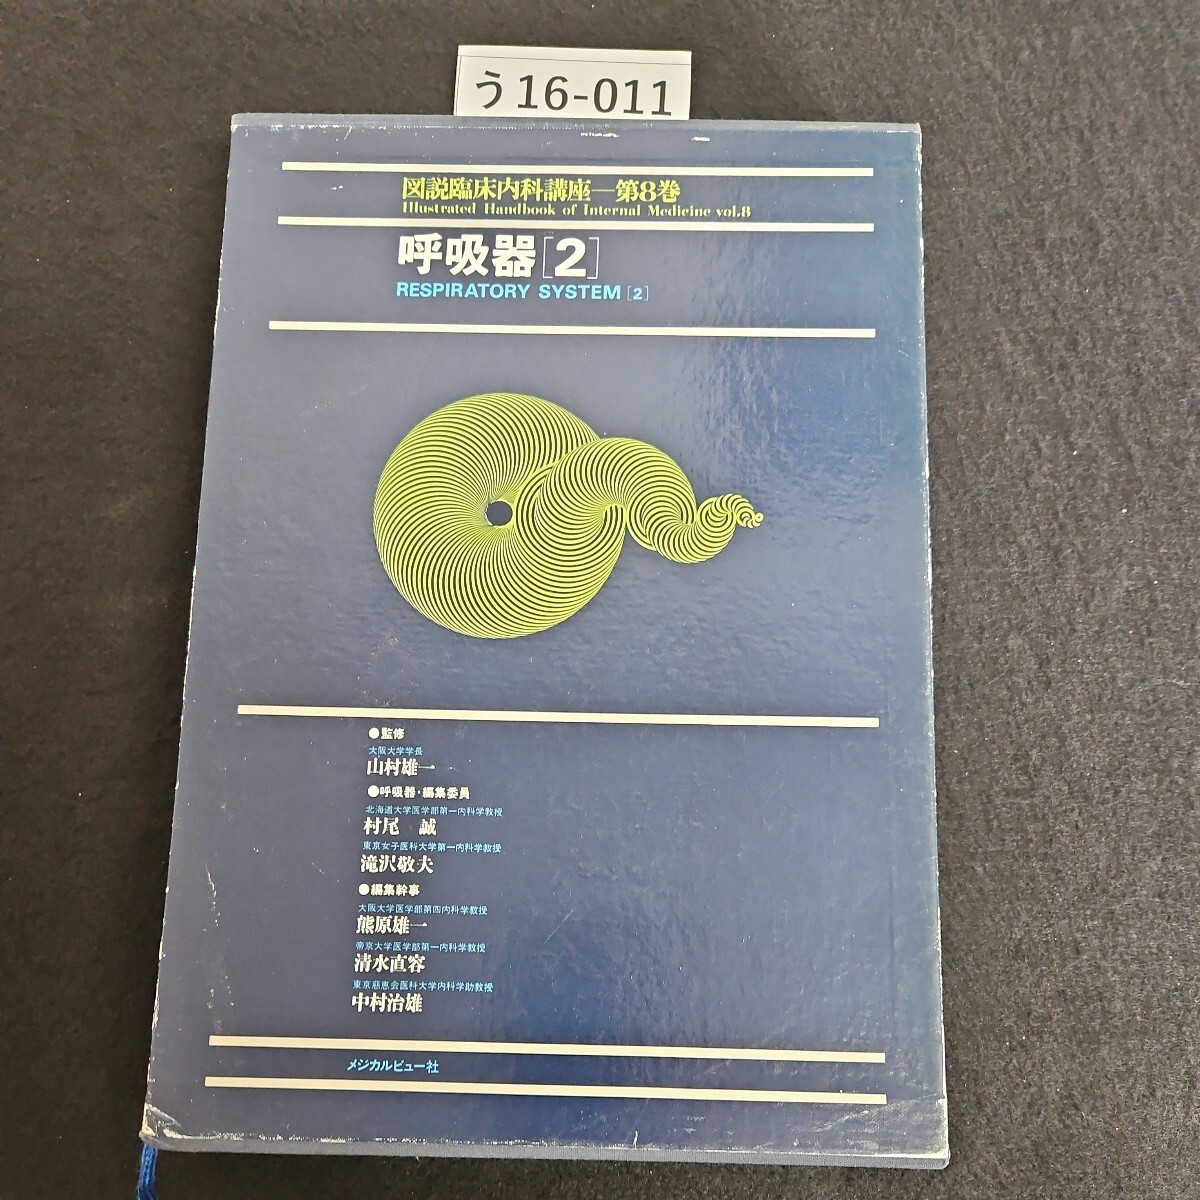 う16-011
図説臨床内科講座―第8巻
Illustrated Handbook of Internal Medicine vol.8
呼吸器[2]
RESPIRATORY SYSTEM [2]
●監修
大阪大学学長
山村雄一
●呼吸器・編集委員
北海道大学医学部第一内科学教授
村尾 誠
東京女子医科大学第一内科学教授
滝沢敬夫
●編集幹事
大阪大学医学部第四内科学教授
熊原雄一
帝京大学医学部第一内科学教授
清水直容
東京慈恵会医科大学内科学助教授
中村治雄
メジカルビュー社